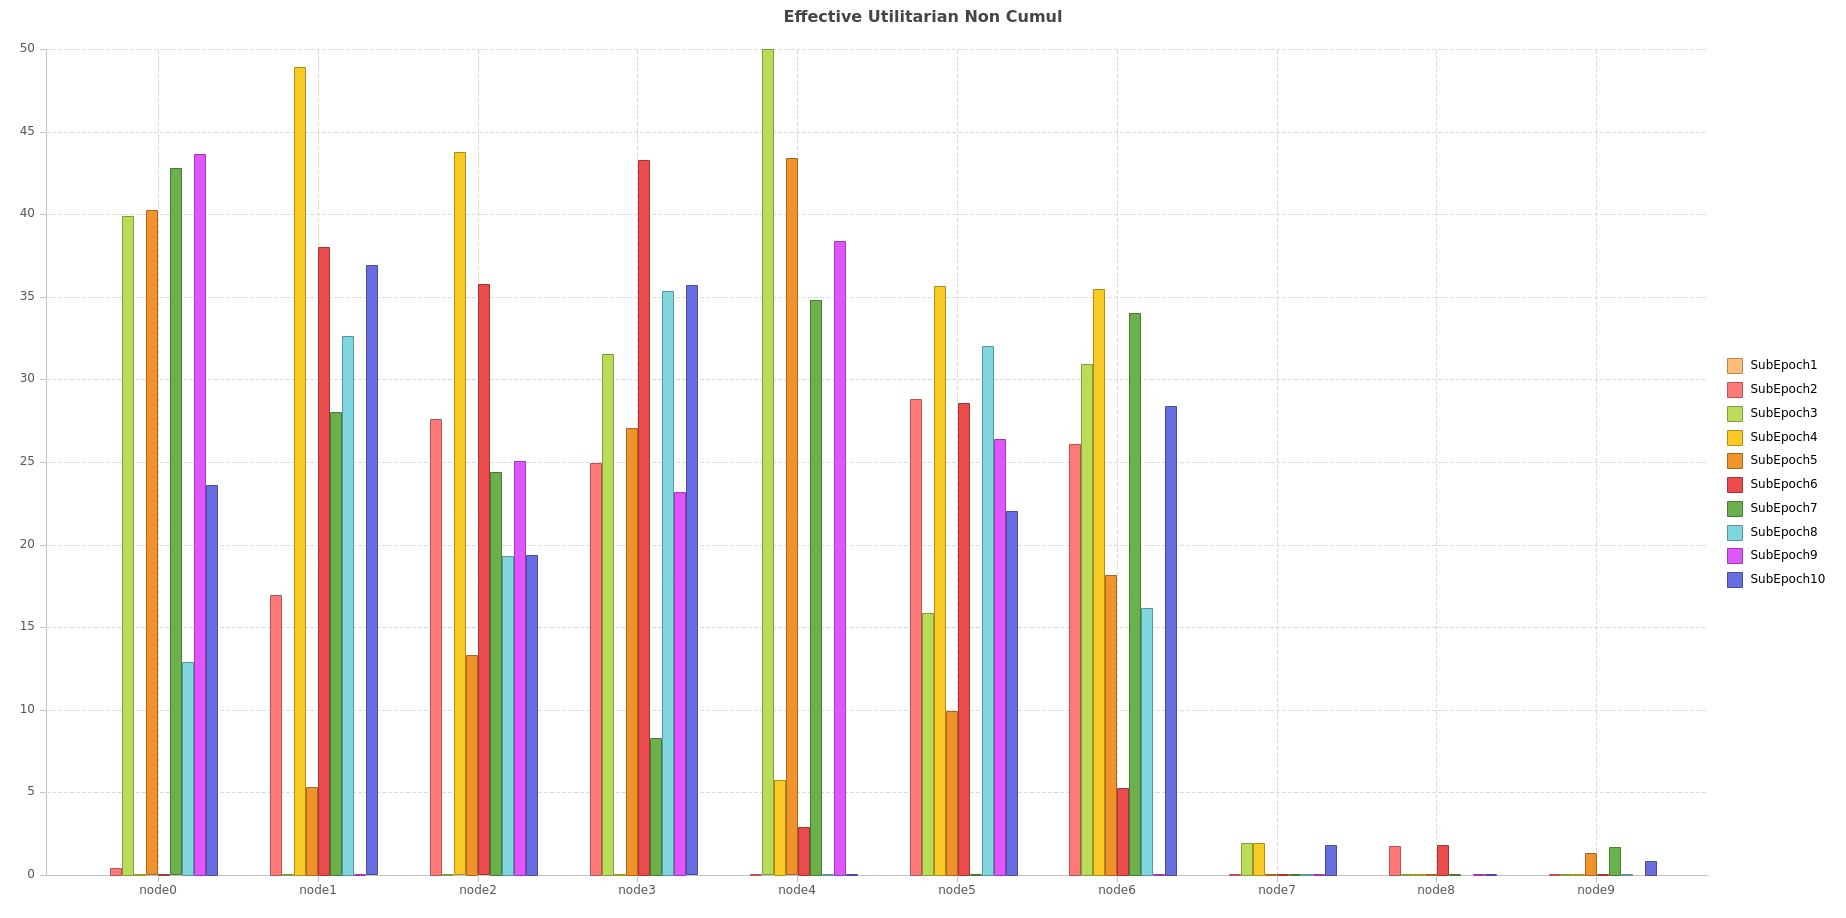 Effective Utilitarian Non Cumul
50
45
40
35
30
25
20
15
10
5
0
node0 node1 node2 node3 node4 node5 node6 node7 node8 node9
SubEpoch1
SubEpoch2
SubEpoch3
SubEpoch4
SubEpoch5
SubEpoch6
SubEpoch7
SubEpoch8
SubEpoch9
SubEpoch10